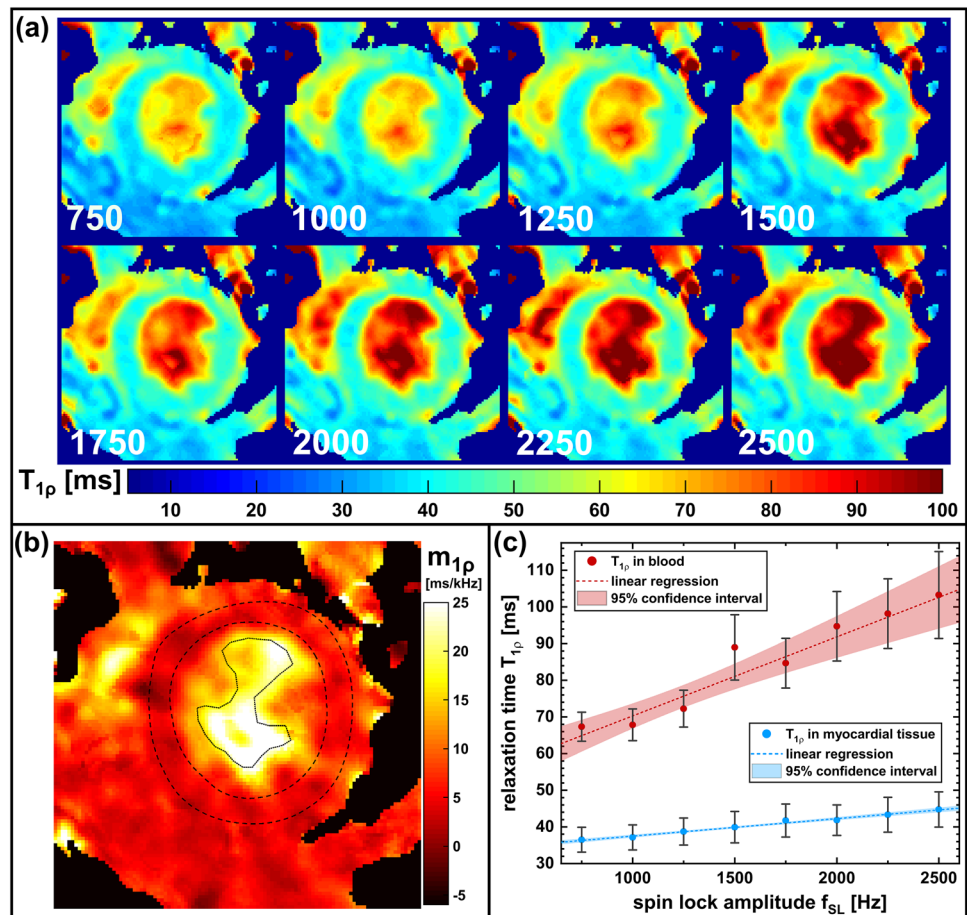 (a)
750 1000 1250 1500
1750 2000 2250 2500
T1ρ [ms]
10 20 30 40 50 60 70 80 90 100
(b)
m1ρ
[ms/kHz]
25
20
15
10
5
0
-5
(c)
T1ρ in blood
linear regression
95% confidence interval
T1ρ in myocardial tissue
linear regression
95% confidence interval
relaxation time T1ρ [ms]
110
100
90
80
70
60
50
40
30
1000 1500 2000 2500
spin lock amplitude fSL [Hz]